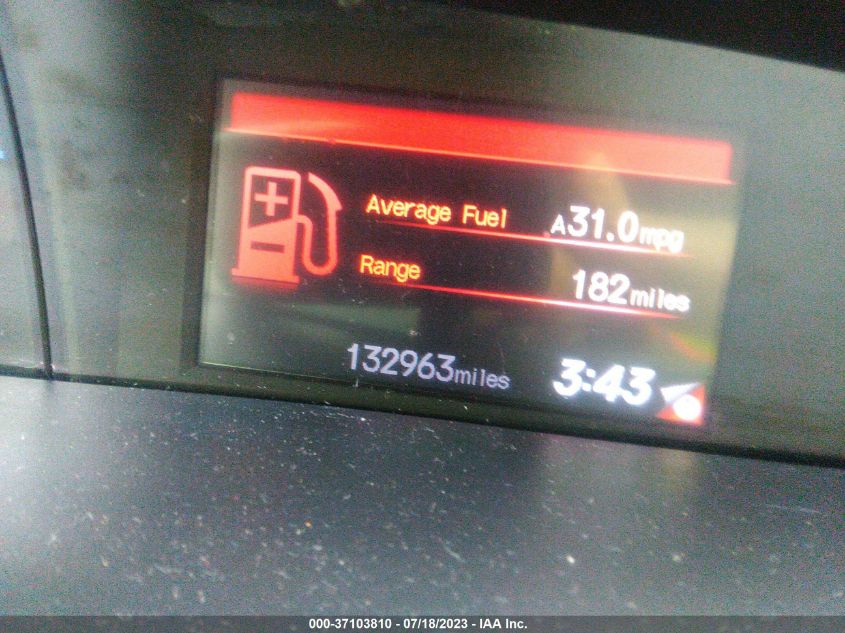 Average Fuel A31.0mpg
Range 182miles
132963miles 3:43
000-37103810 - 07/18/2023 - IAA Inc.